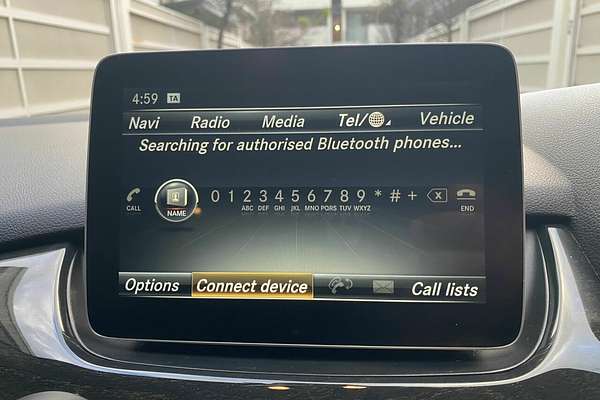 4:59 TA
Navi Radio Media Tel/ Vehicle
Searching for authorised Bluetooth phones...
0 1 2 3 4 5 6 7 8 9 * # + X
ABC DEF GHI JKL MNO PQRS TUV WXYZ
CALL NAME END
Options Connect device Call lists